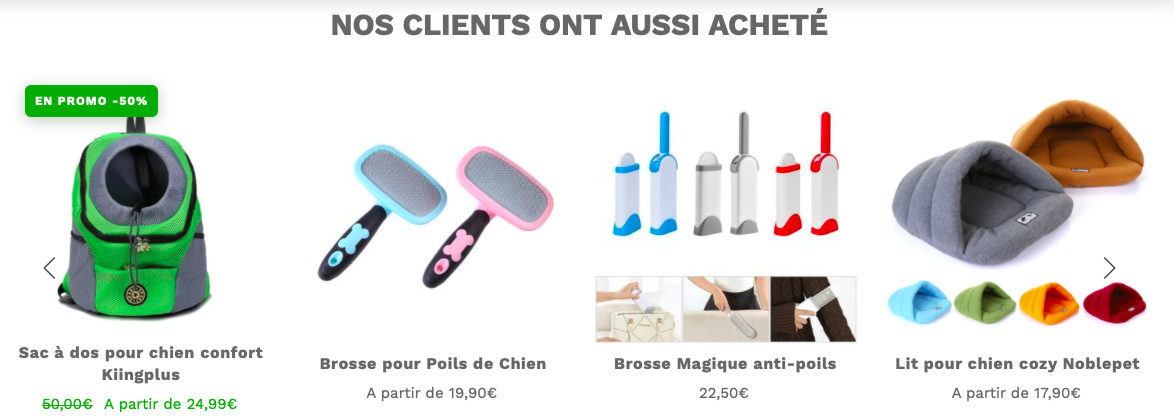 NOS CLIENTS ONT AUSSI ACHETÉ
EN PROMO -50%
Sac à dos pour chien confort
Kiingplus
50,00€ A partir de 24,99€
Brosse pour Poils de Chien
A partir de 19,90€
Brosse Magique anti-poils
22,50€
Lit pour chien cozy Noblepet
A partir de 17,90€